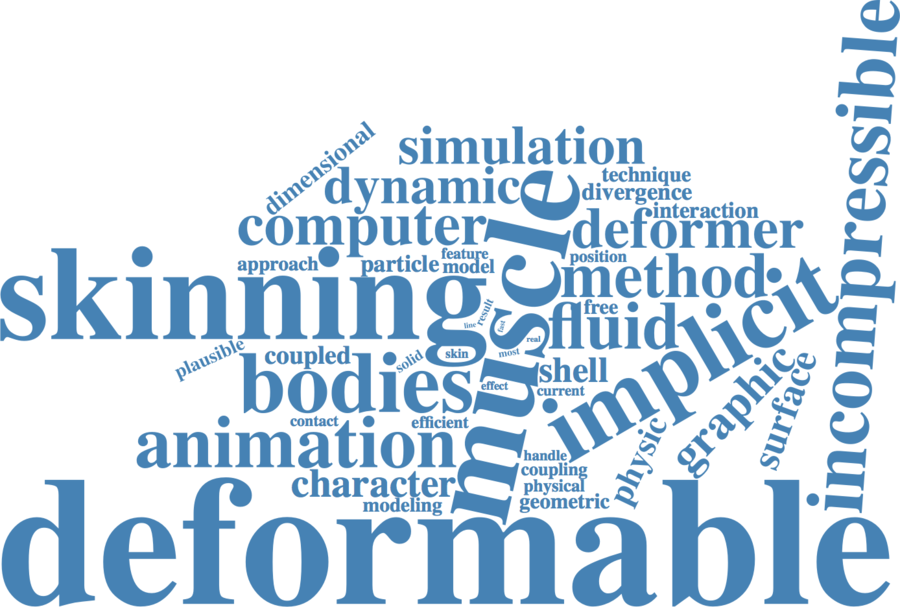 incompressible
dimensional
simulation
technique
dynamic
divergence
muscle
interaction
computer
deformer
feature
position
approach
particle
model
method
skinning
implicit
result
free
line
fast
fluid
real
plausible
coupled
solid
skin
most
shell
graphic
surface
bodies
effect
current
contact
efficient
animation
physic
handle
coupling
character
physical
modeling
geometric
deformable